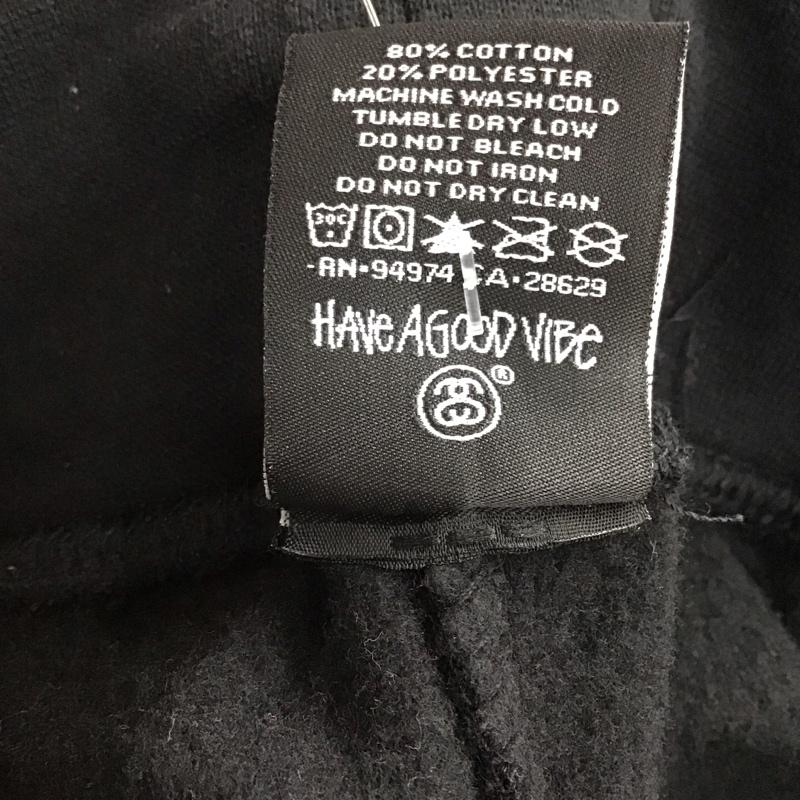 80% COTTON
20% POLYESTER
MACHINE WASH COLD
TUMBLE DRY LOW
DO NOT BLEACH
DO NOT IRON
DO NOT DRY CLEAN
30C
-RN·94974 CA·28629
HAVE A GOOD VIBE
®